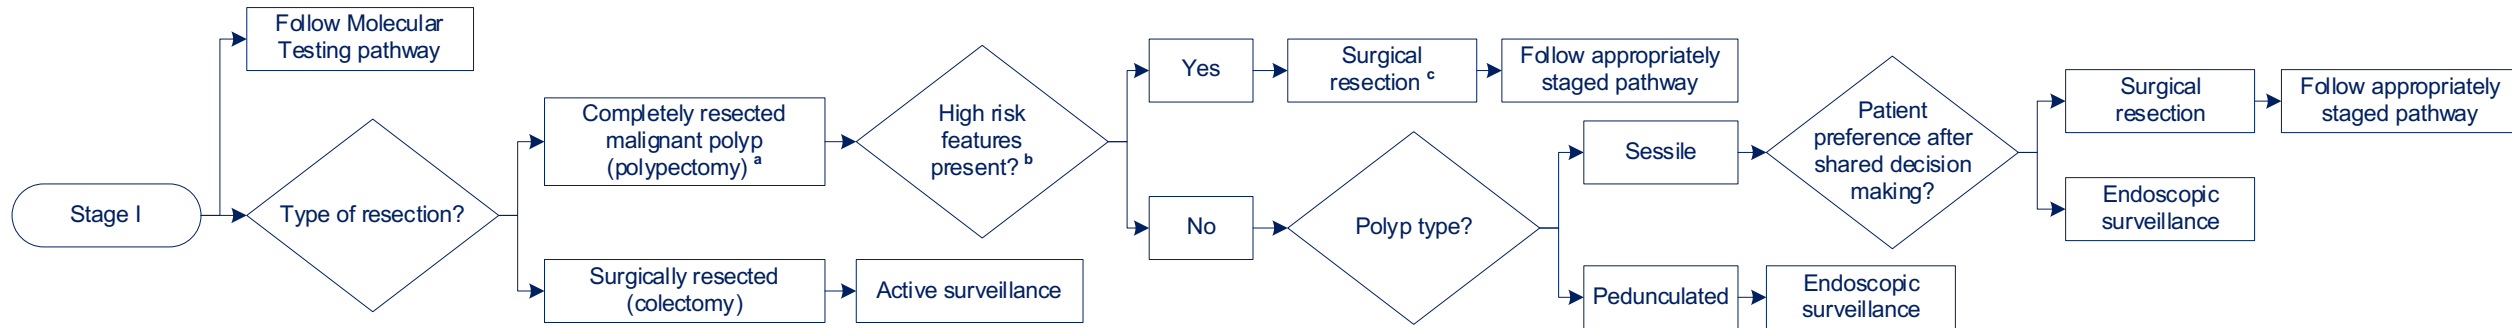 Stage I
Follow Molecular
Testing pathway
Type of resection?
Completely resected
malignant polyp
(polypectomy) a
High risk
features
present? b
Yes
Surgical
resection c
Follow appropriately
staged pathway
No
Polyp type?
Sessile
Patient
preference after
shared decision
making?
Surgical
resection
Follow appropriately
staged pathway
Endoscopic
surveillance
Pedunculated
Endoscopic
surveillance
Surgically resected
(colectomy)
Active surveillance